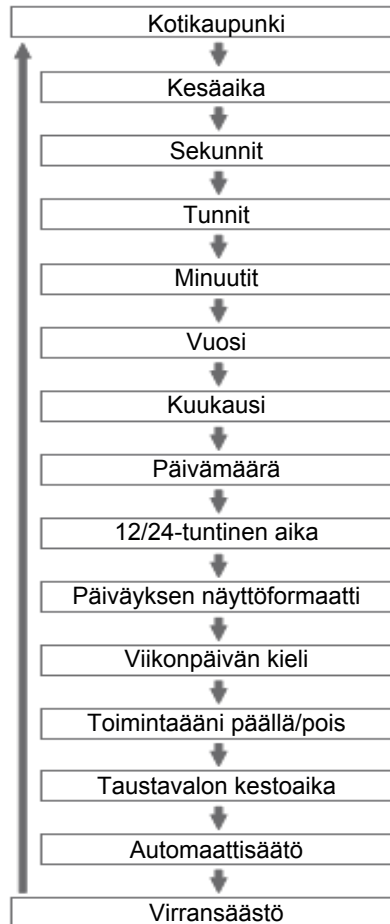 Kotikaupunki
Kesäaika
Sekunnit
Tunnit
Minuutit
Vuosi
Kuukausi
Päivämäärä
12/24-tuntinen aika
Päiväyksen näyttöformaatti
Viikonpäivän kieli
Toimintaääni päällä/pois
Taustavalon kestoaika
Automaattisäätö
Virransäästö